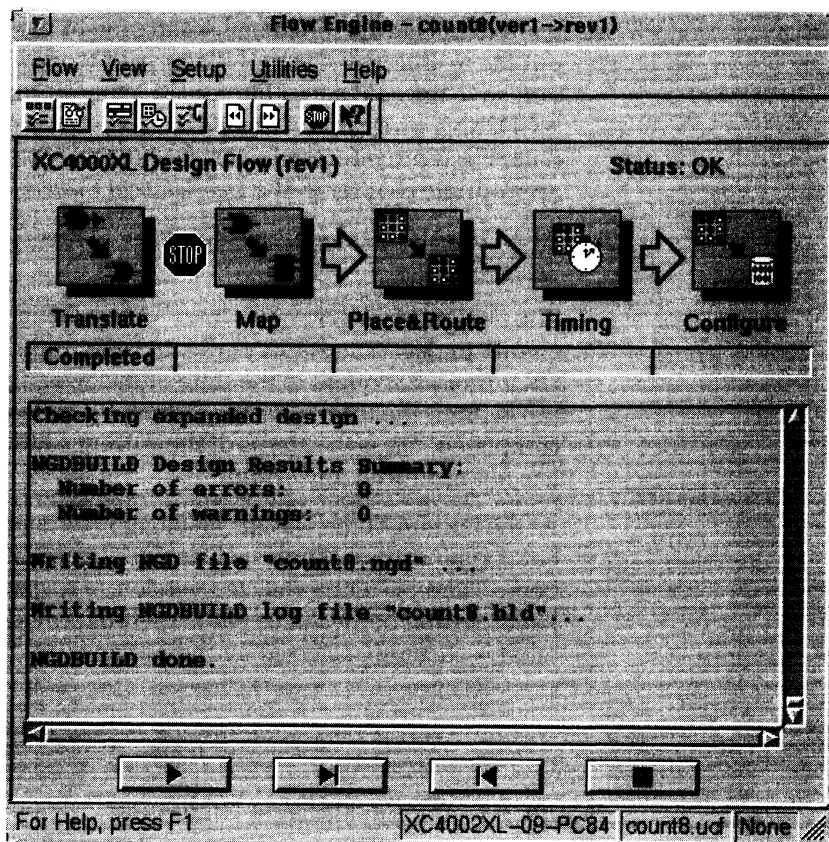 Flow Engine - count8(ver1->rev1)
Flow View Setup Utilities Help
STOP
XC4000XL Design Flow (rev1) Status: OK
STOP
Translate Map Place&Route Timing Configure
Completed
Checking expanded design ...
NGDBUILD Design Results Summary:
Number of errors: 0
Number of warnings: 0
Writing NGD file "count8.ngd" ...
Writing NGDBUILD log file "count8.bld"...
NGDBUILD done.
For Help, press F1 XC4002XL-09-PC84 count8.ucf None